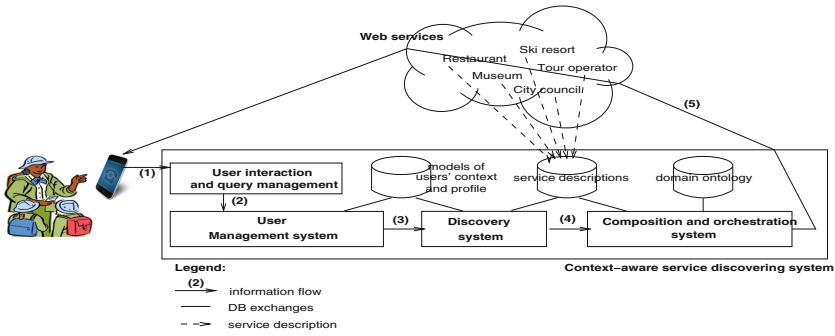 Web services
Ski resort
Restaurant
Tour operator
Museum
City council
(5)
(1)
User interaction
and query management
models of
users' context
and profile
service descriptions
domain ontology
(2)
User
Management system
(3)
Discovery
system
(4)
Composition and orchestration
system
Legend:
Context−aware service discovering system
(2)
information flow
DB exchanges
service description